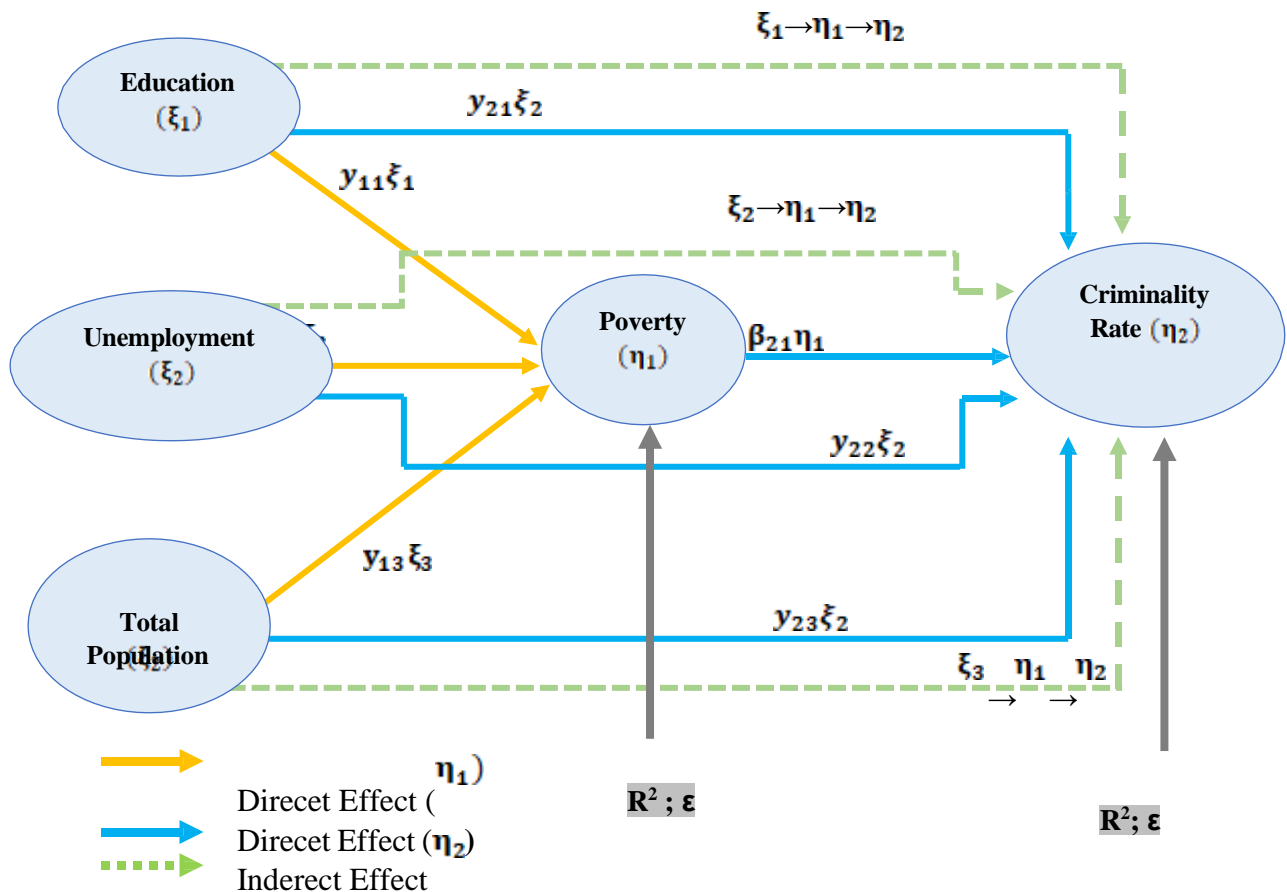 ξ₁→η₁→η₂
Education
(ξ₁)
y₂₁ξ₂
y₁₁ξ₁
ξ₂→η₁→η₂
Criminality
Rate (η₂)
Unemployment
(ξ₂)
Poverty
(η₁)
β₂₁η₁
y₂₂ξ₂
y₁₃ξ₃
Total
Population
y₂₃ξ₂
ξ₃ → η₁ → η₂
Direcet Effect (η₁)
Direcet Effect (η₂)
Inderect Effect
R² ; ε
R²; ε